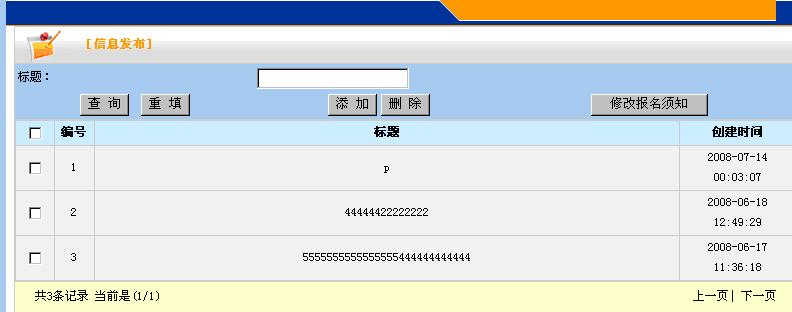 [信息发布]
标题:
查 询 重 填 添 加 删 除 修改报名须知
编号 标题 创建时间
1 p 2008-07-14 00:03:07
2 44444422222222 2008-06-18 12:49:29
3 5555555555555555444444444444 2008-06-17 11:36:18
共3条记录 当前是(1/1) 上一页| 下一页